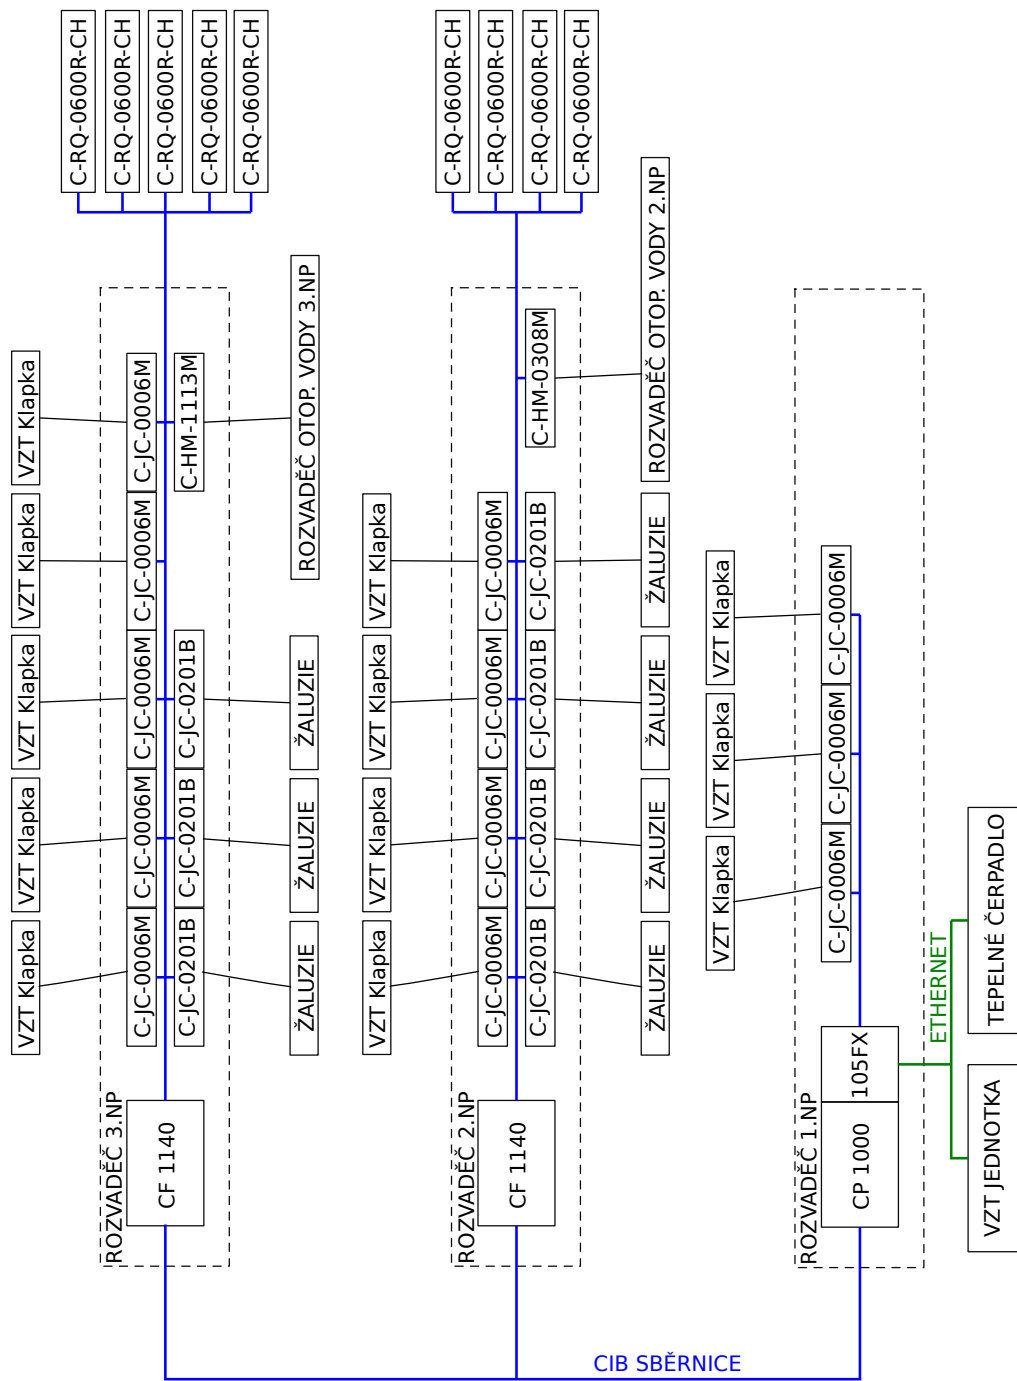 C-RQ-0600R-CH
C-RQ-0600R-CH
C-RQ-0600R-CH
C-RQ-0600R-CH
C-RQ-0600R-CH
VZT Klapka
VZT Klapka
VZT Klapka
VZT Klapka
VZT Klapka
ROZVADĚČ 3.NP
CF 1140
C-JC-0006M
C-JC-0006M
C-JC-0006M
C-JC-0006M
C-JC-0006M
C-JC-0201B
C-JC-0201B
C-JC-0201B
C-HM-1113M
ŽALUZIE
ŽALUZIE
ŽALUZIE
ROZVADĚČ OTOP. VODY 3.NP
C-RQ-0600R-CH
C-RQ-0600R-CH
C-RQ-0600R-CH
C-RQ-0600R-CH
VZT Klapka
VZT Klapka
VZT Klapka
VZT Klapka
ROZVADĚČ 2.NP
CF 1140
C-JC-0006M
C-JC-0006M
C-JC-0006M
C-JC-0006M
C-JC-0201B
C-JC-0201B
C-JC-0201B
C-JC-0201B
C-HM-0308M
ŽALUZIE
ŽALUZIE
ŽALUZIE
ŽALUZIE
ROZVADĚČ OTOP. VODY 2.NP
VZT Klapka
VZT Klapka
VZT Klapka
ROZVADĚČ 1.NP
CP 1000
105FX
C-JC-0006M
C-JC-0006M
C-JC-0006M
ETHERNET
VZT JEDNOTKA
TEPELNÉ ČERPADLO
CIB SBĚRNICE